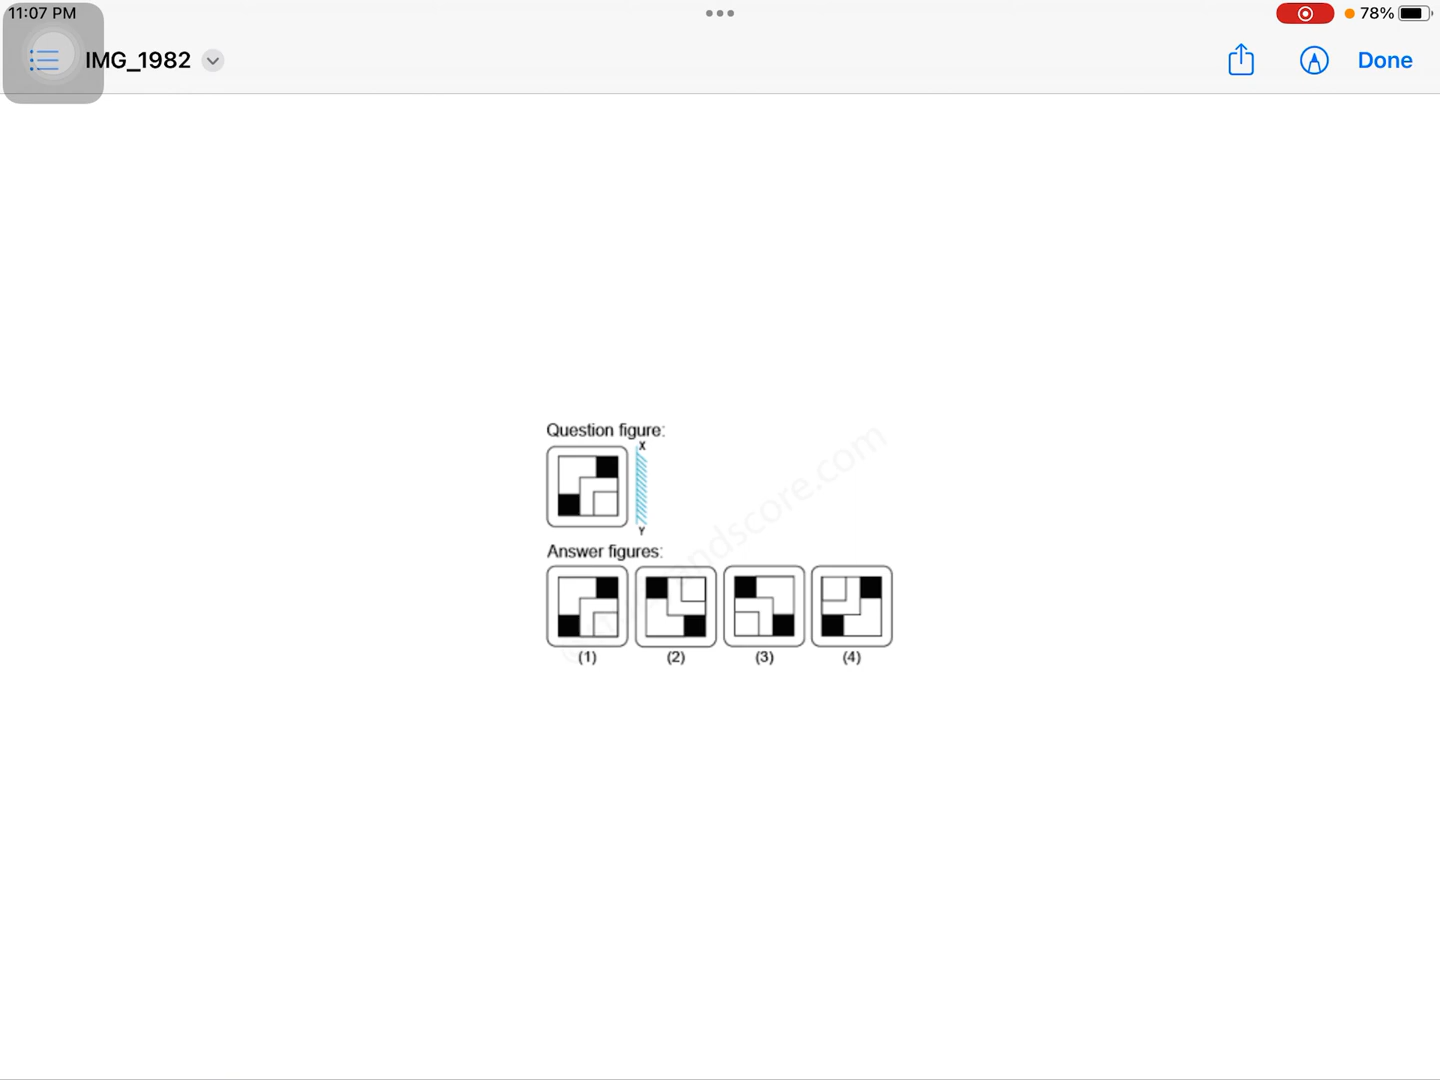 11:07 PM
78%
IMG_1982
Done
Question figure:
X
Y
Answer figures:
(1) (2) (3) (4)